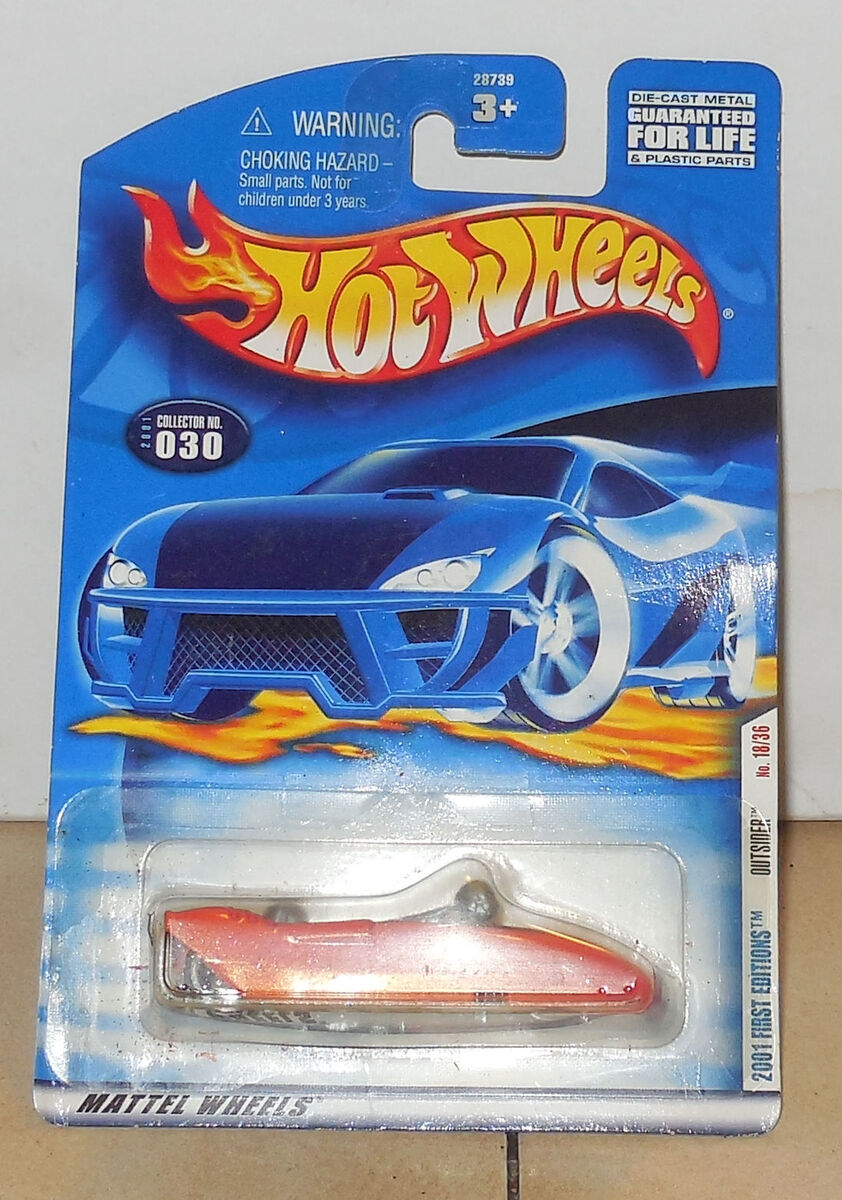 28739
3+
WARNING:
CHOKING HAZARD –
Small parts. Not for
children under 3 years.
DIE-CAST METAL
GUARANTEED
FOR LIFE
& PLASTIC PARTS
HOT WHEELS®
2001
COLLECTOR NO.
030
No. 18/36
OUTSIDER™
2001 FIRST EDITIONS™
MATTEL WHEELS™